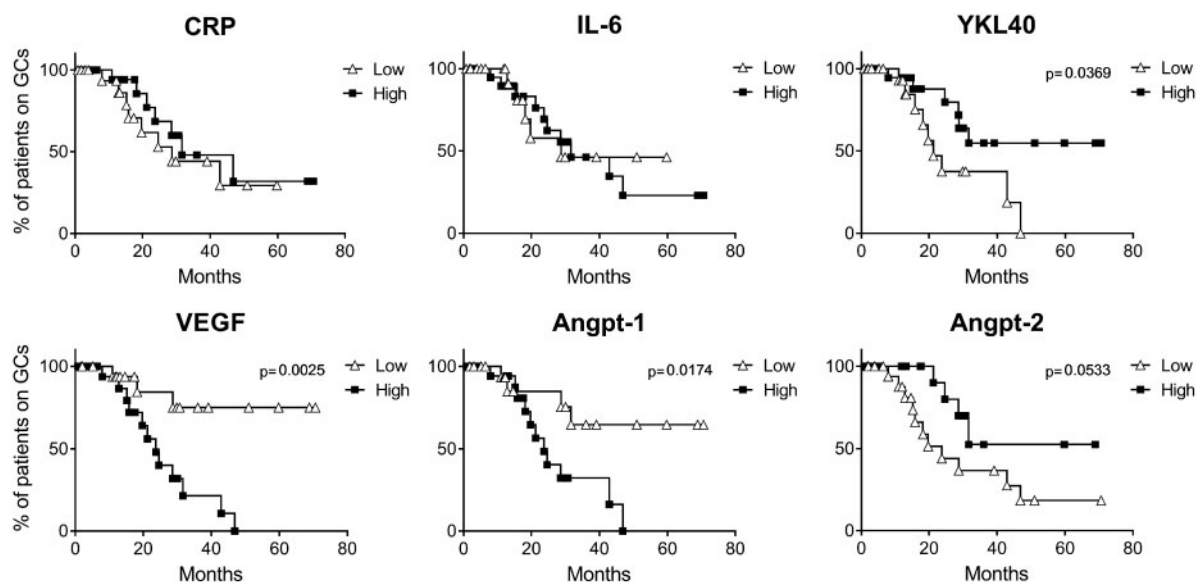 CRP
% of patients on GCs
100
50
0
0 20 40 60 80
Months
Low
High
IL-6
100
50
0
0 20 40 60 80
Months
Low
High
YKL40
p=0.0369
100
50
0
0 20 40 60 80
Months
Low
High
VEGF
% of patients on GCs
p=0.0025
100
50
0
0 20 40 60 80
Months
Low
High
Angpt-1
p=0.0174
100
50
0
0 20 40 60 80
Months
Low
High
Angpt-2
p=0.0533
100
50
0
0 20 40 60 80
Months
Low
High